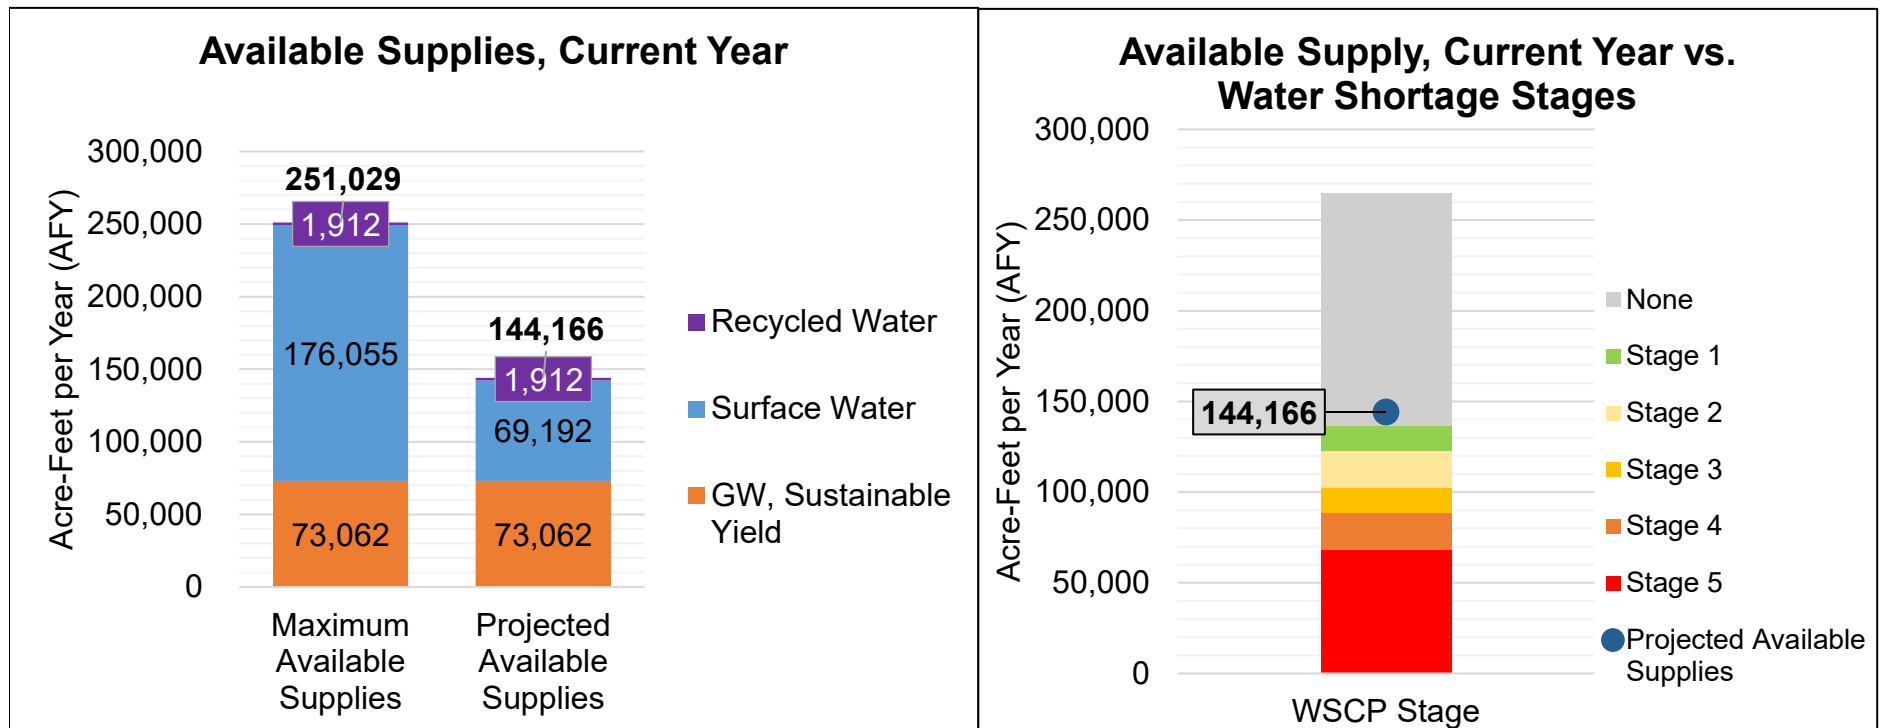 Available Supplies, Current Year
Acre-Feet per Year (AFY)
300,000
250,000
200,000
150,000
100,000
50,000
0
251,029
1,912
176,055
73,062
144,166
1,912
69,192
73,062
Maximum
Available
Supplies
Projected
Available
Supplies
Recycled Water
Surface Water
GW, Sustainable
Yield
Available Supply, Current Year vs.
Water Shortage Stages
Acre-Feet per Year (AFY)
300,000
250,000
200,000
150,000
100,000
50,000
0
144,166
WSCP Stage
None
Stage 1
Stage 2
Stage 3
Stage 4
Stage 5
Projected Available
Supplies